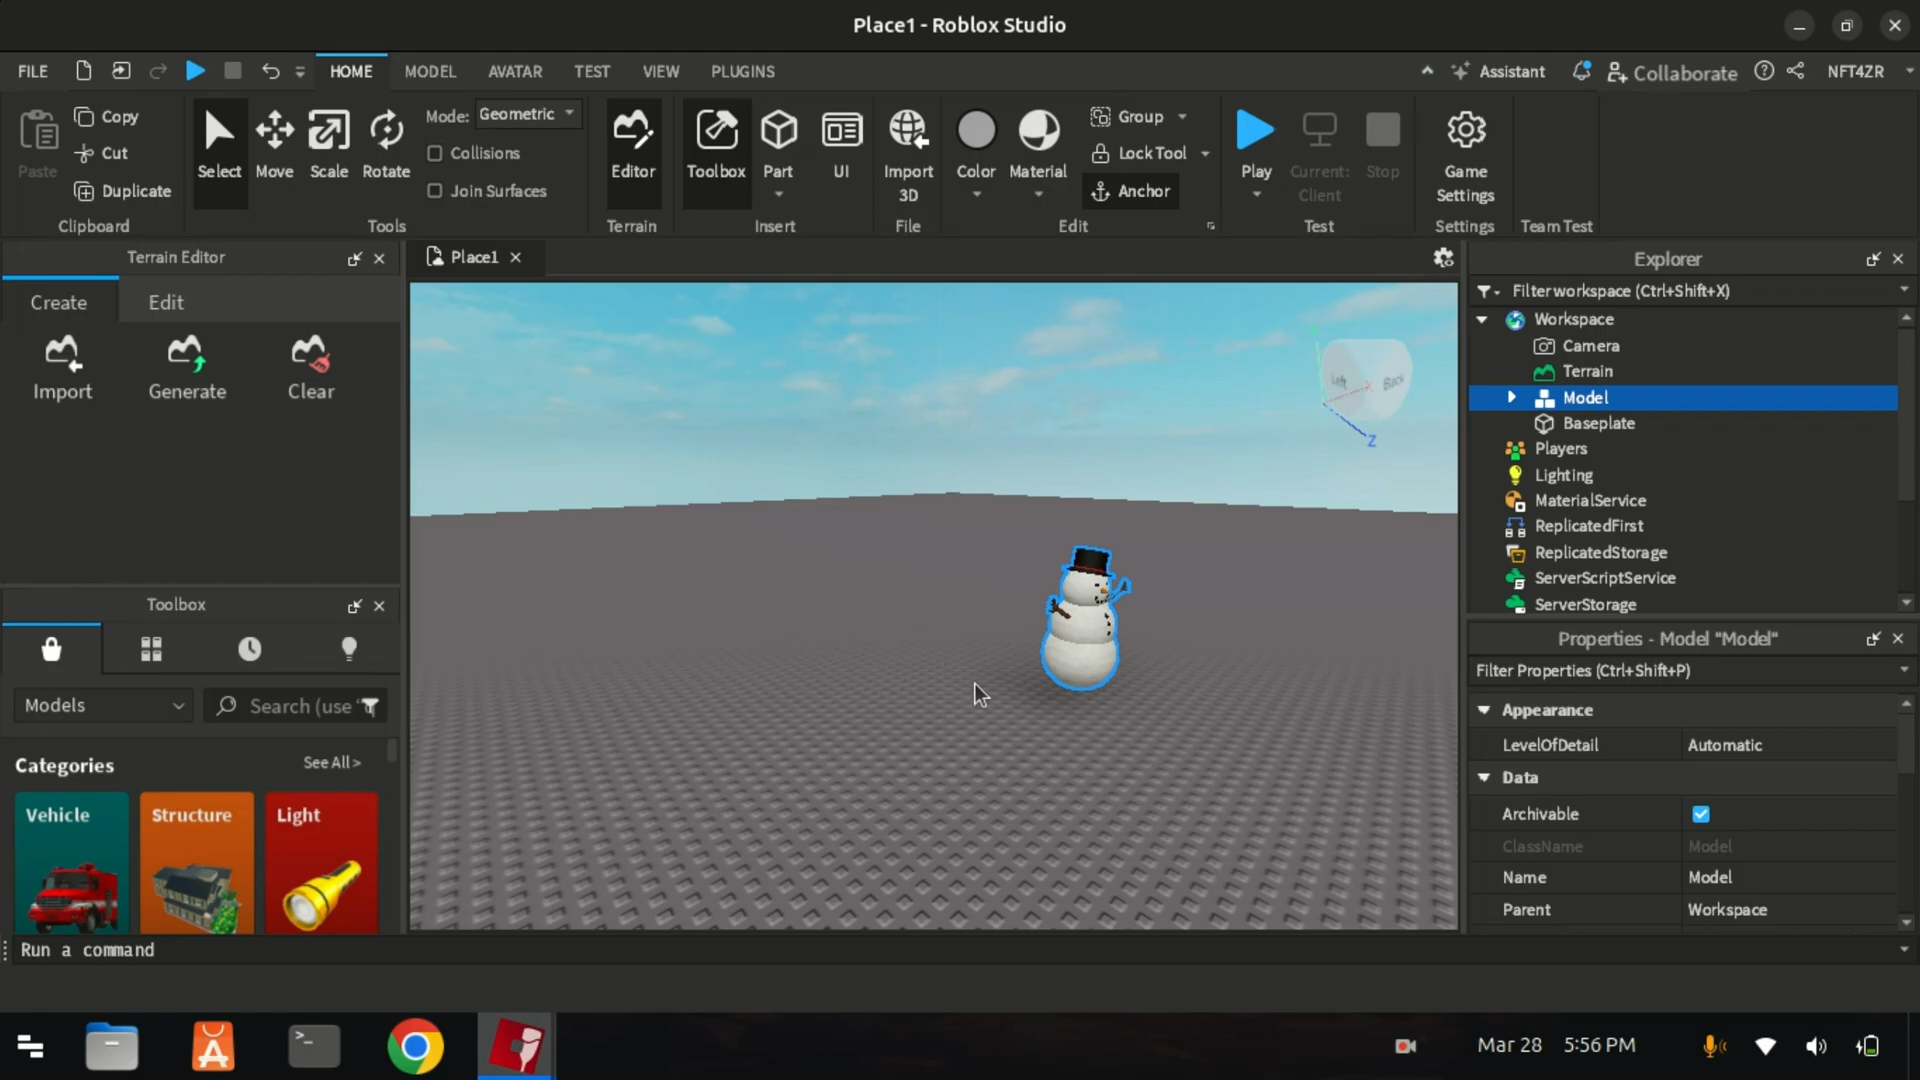 Place1 - Roblox Studio
FILE
HOME
MODEL
AVATAR
TEST
VIEW
PLUGINS
Assistant
Collaborate
NFT4ZR
Paste
Copy
Cut
Duplicate
Clipboard
Select
Move
Scale
Rotate
Mode: Geometric
Collisions
Join Surfaces
Tools
Editor
Terrain
Toolbox
Part
UI
Insert
Import
3D
File
Color
Material
Group
Lock Tool
Anchor
Edit
Play
Current:
Client
Stop
Test
Game
Settings
Settings
Team Test
Terrain Editor
Create
Edit
Import
Generate
Clear
Toolbox
Models
Search (use
Categories
See All >
Vehicle
Structure
Light
Run a command
Place1
Left
Back
Z
Explorer
Filter workspace (Ctrl+Shift+X)
Workspace
Camera
Terrain
Model
Baseplate
Players
Lighting
MaterialService
ReplicatedFirst
ReplicatedStorage
ServerScriptService
ServerStorage
Properties - Model "Model"
Filter Properties (Ctrl+Shift+P)
Appearance
LevelOfDetail Automatic
Data
Archivable
ClassName Model
Name Model
Parent Workspace
Mar 28 5:56 PM